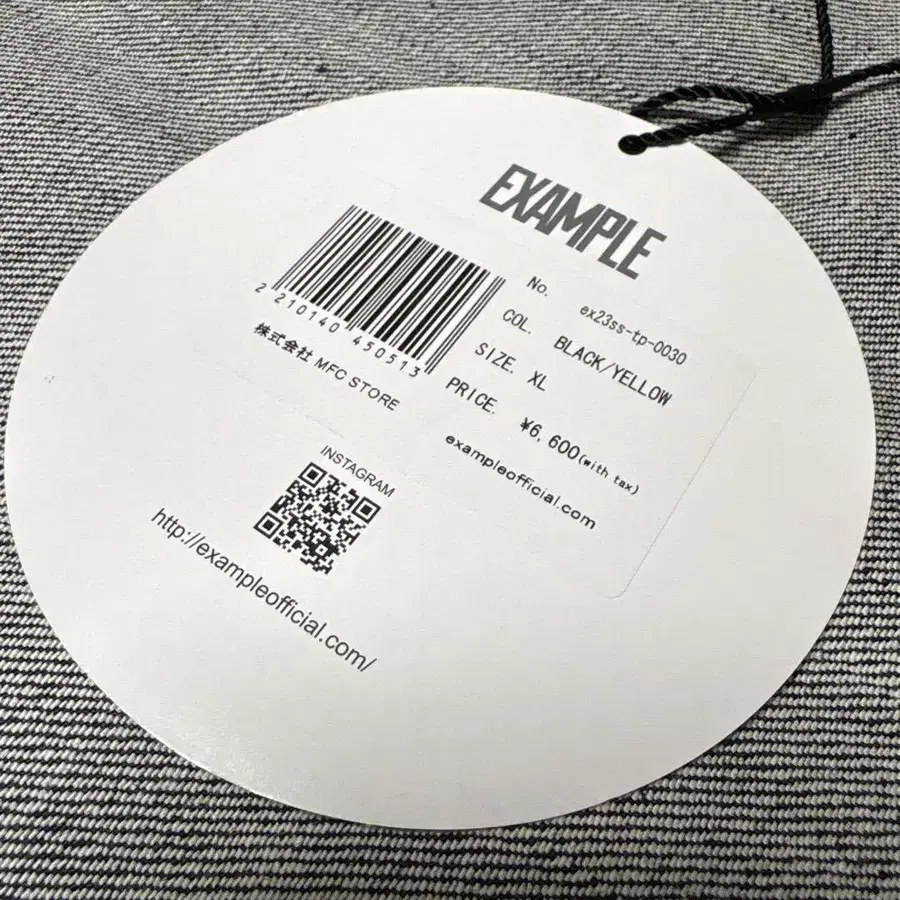 EXAMPLE
No. ex23ss-tp-0030
COL. BLACK/YELLOW
SIZE. XL
PRICE. ¥6,600(with tax)
exampleofficial.com
2 210140 450513
株式会社 MFC STORE
INSTAGRAM
http://exampleofficial.com/